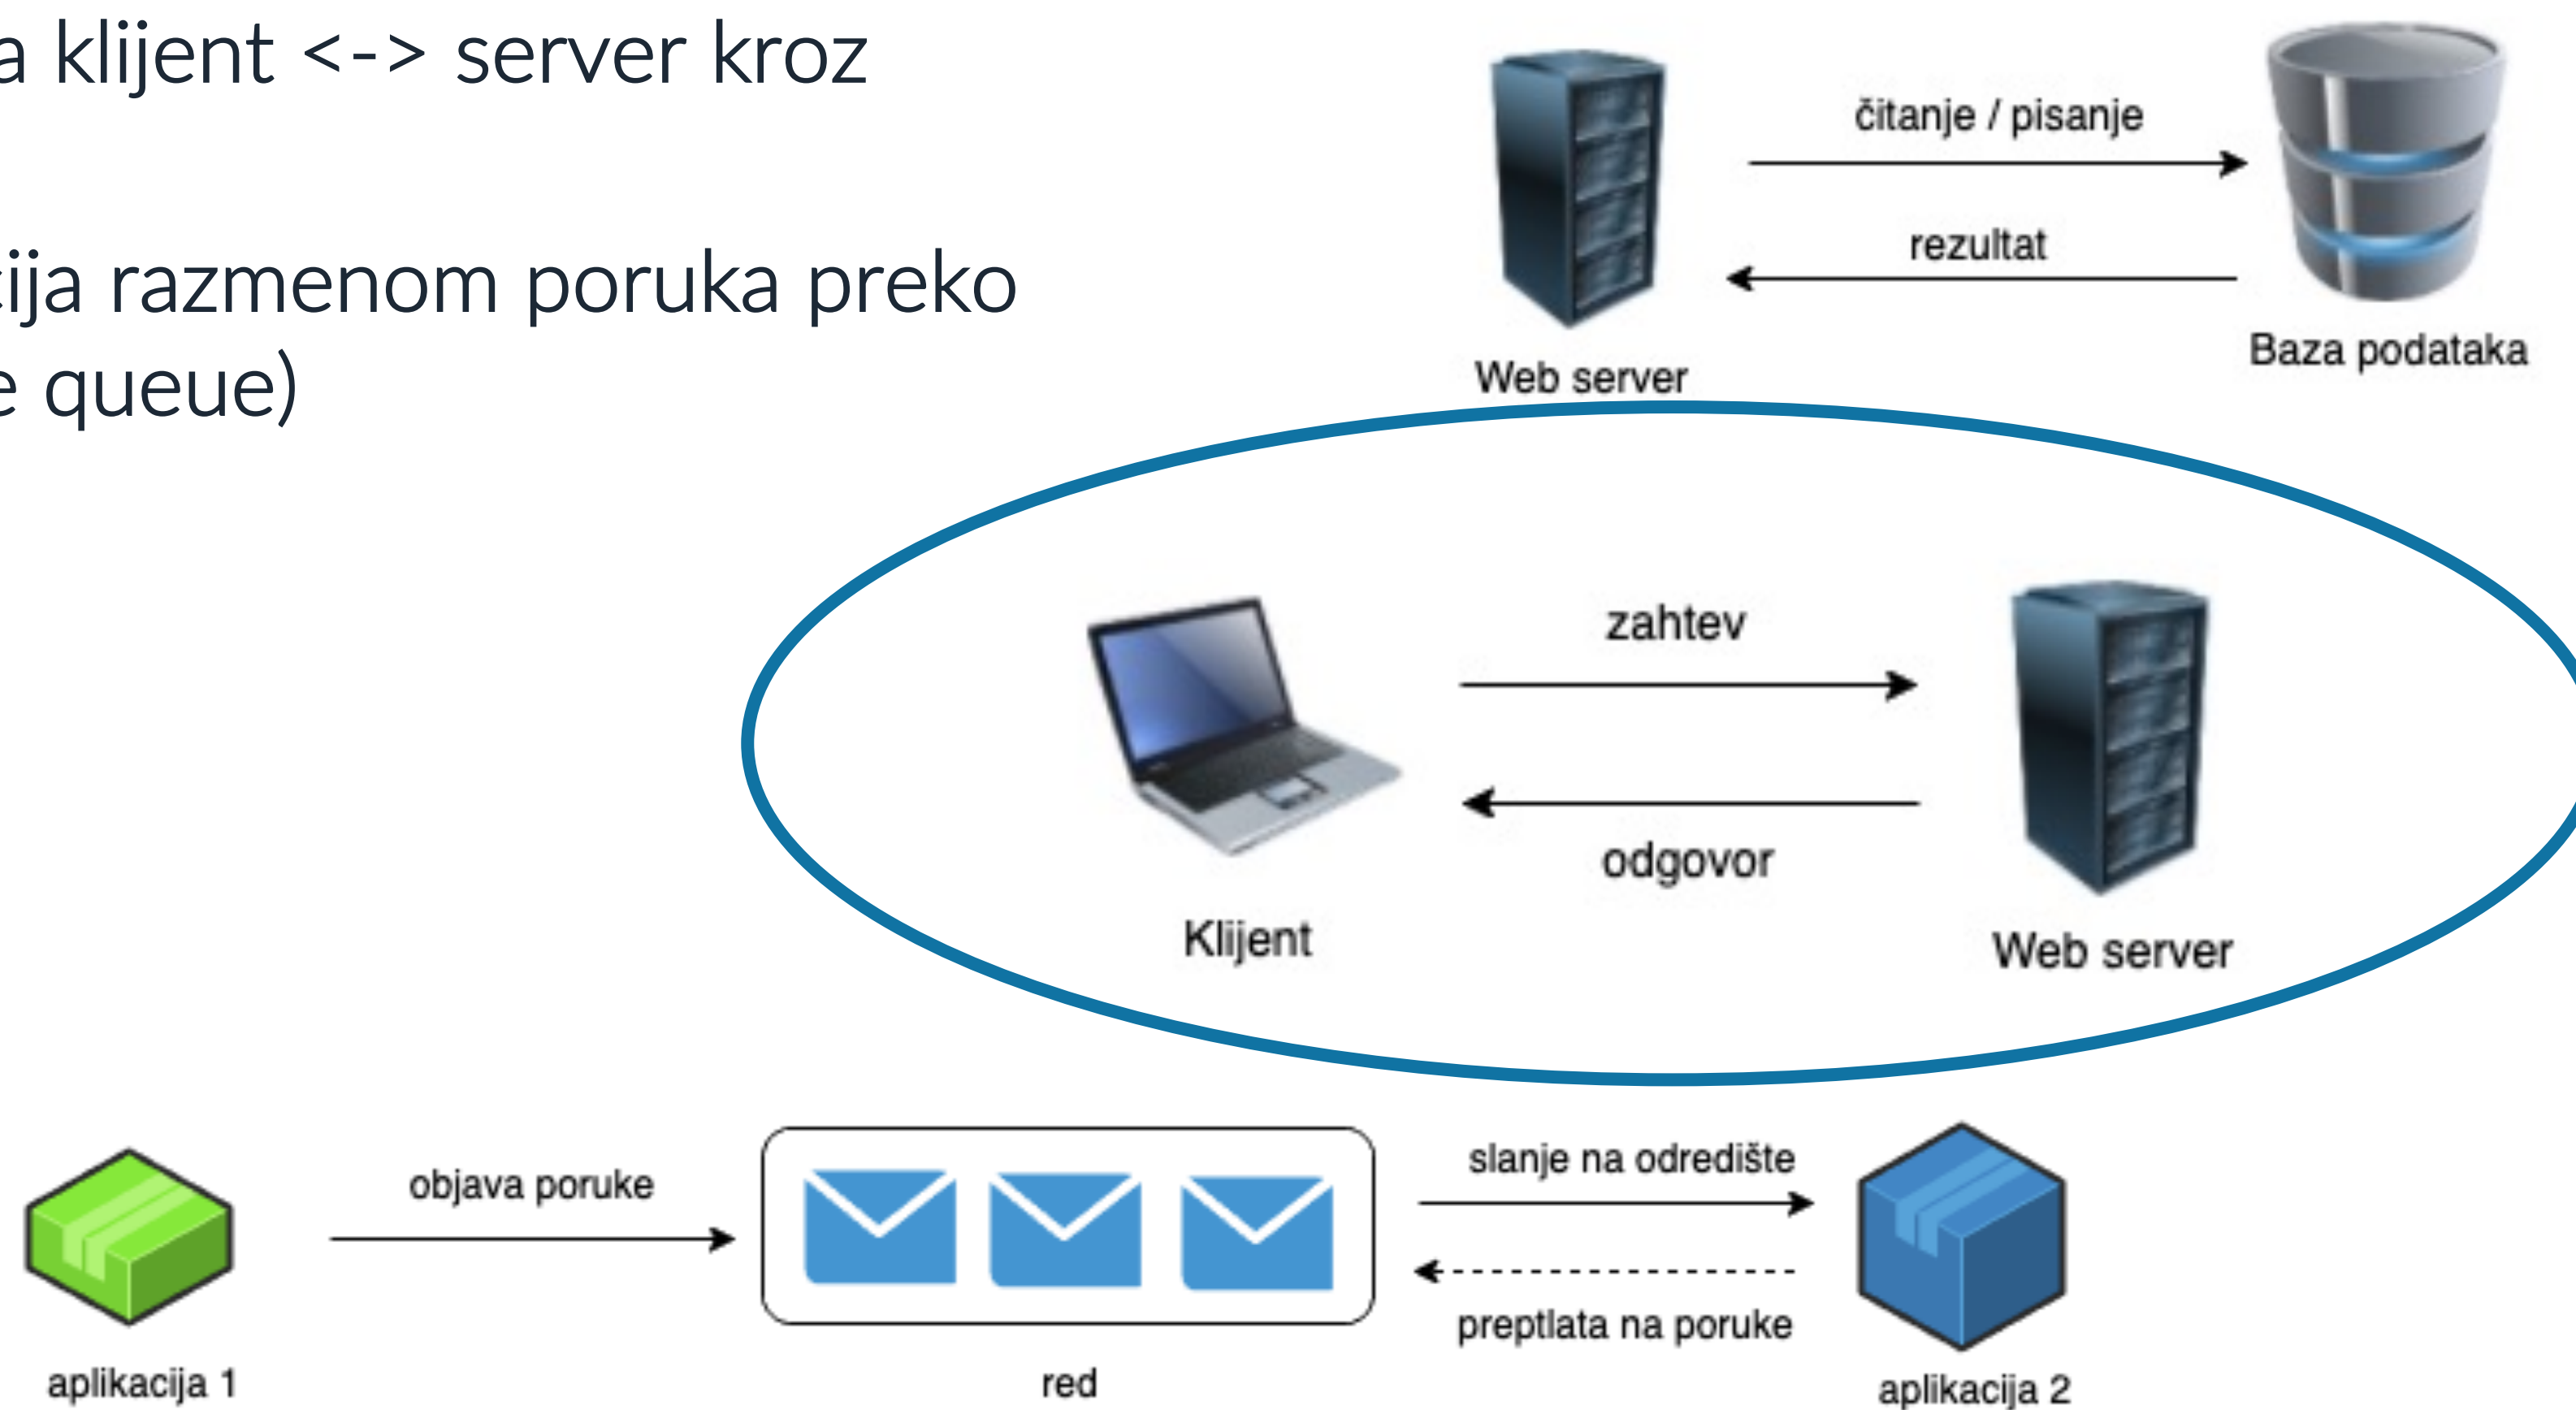 a klijent <-> server kroz
cija razmenom poruka preko
e queue)
čitanje / pisanje
rezultat
Web server
Baza podataka
zahtev
odgovor
Klijent
Web server
objava poruke
slanje na odredište
preptlata na poruke
aplikacija 1
red
aplikacija 2